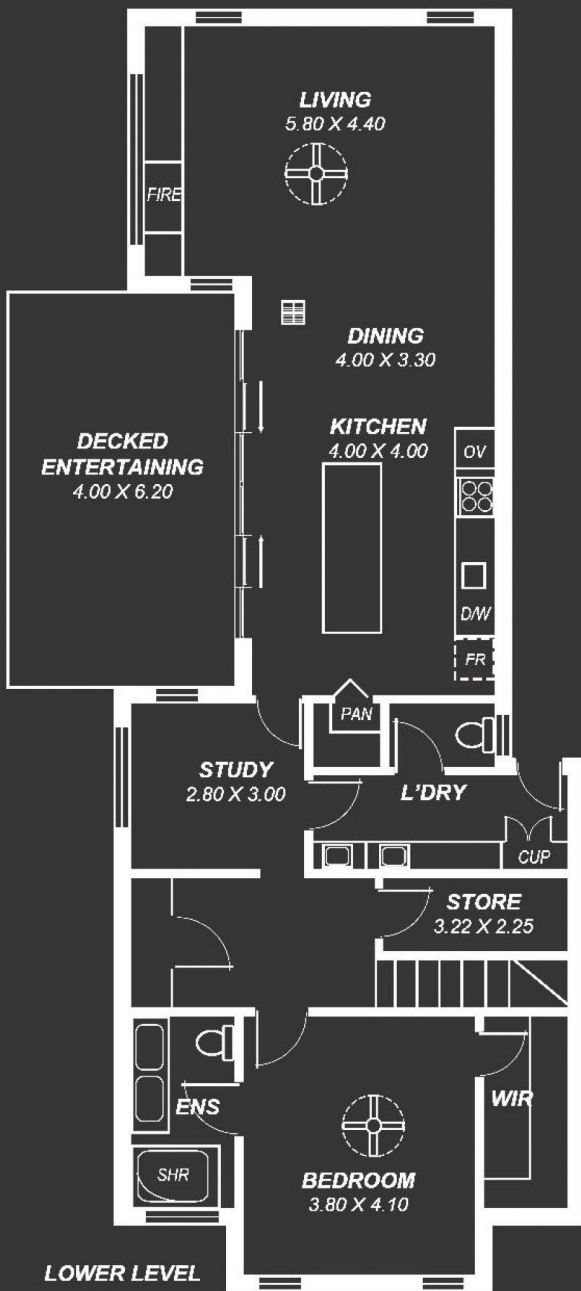 LIVING
5.80 X 4.40
FIRE
DINING
4.00 X 3.30
KITCHEN
4.00 X 4.00
OV
DECKED
ENTERTAINING
4.00 X 6.20
D/W
FR
PAN
STUDY
2.80 X 3.00
L'DRY
CUP
STORE
3.22 X 2.25
ENS
WIR
SHR
BEDROOM
3.80 X 4.10
LOWER LEVEL